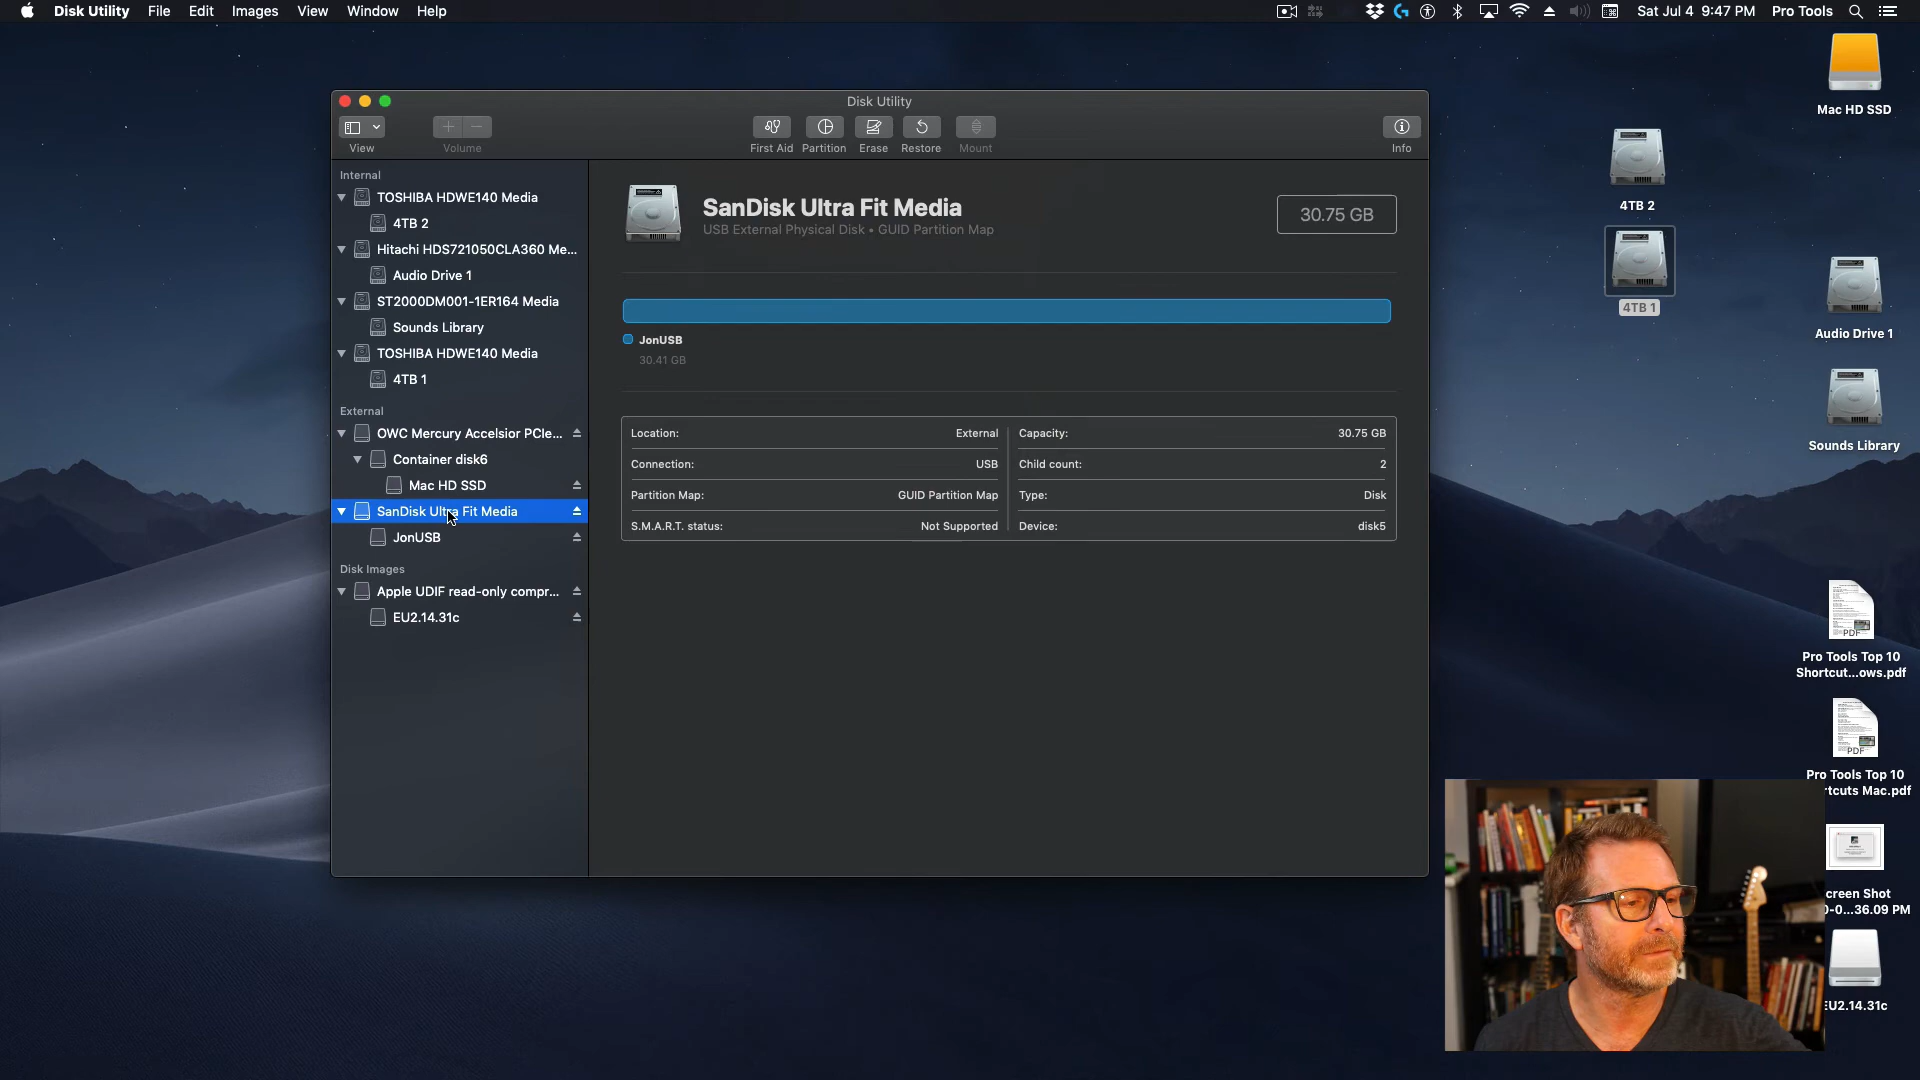 Disk Utility File Edit Images View Window Help
Sat Jul 4 9:47 PM Pro Tools
Disk Utility
View
Volume
First Aid
Partition
Erase
Restore
Mount
Info
Internal
TOSHIBA HDWE140 Media
4TB 2
Hitachi HDS721050CLA360 Me...
Audio Drive 1
ST2000DM001-1ER164 Media
Sounds Library
TOSHIBA HDWE140 Media
4TB 1
External
OWC Mercury Accelsior PCIe...
Container disk6
Mac HD SSD
SanDisk Ultra Fit Media
JonUSB
Disk Images
Apple UDIF read-only compr...
EU2.14.31c
SanDisk Ultra Fit Media
USB External Physical Disk • GUID Partition Map
30.75 GB
JonUSB
30.41 GB
Location: External
Capacity: 30.75 GB
Connection: USB
Child count: 2
Partition Map: GUID Partition Map
Type: Disk
S.M.A.R.T. status: Not Supported
Device: disk5
Mac HD SSD
4TB 2
4TB 1
Audio Drive 1
Sounds Library
PDF
Pro Tools Top 10
Shortcut...ows.pdf
PDF
Pro Tools Top 10
rtcuts Mac.pdf
creen Shot
0-0...36.09 PM
EU2.14.31c